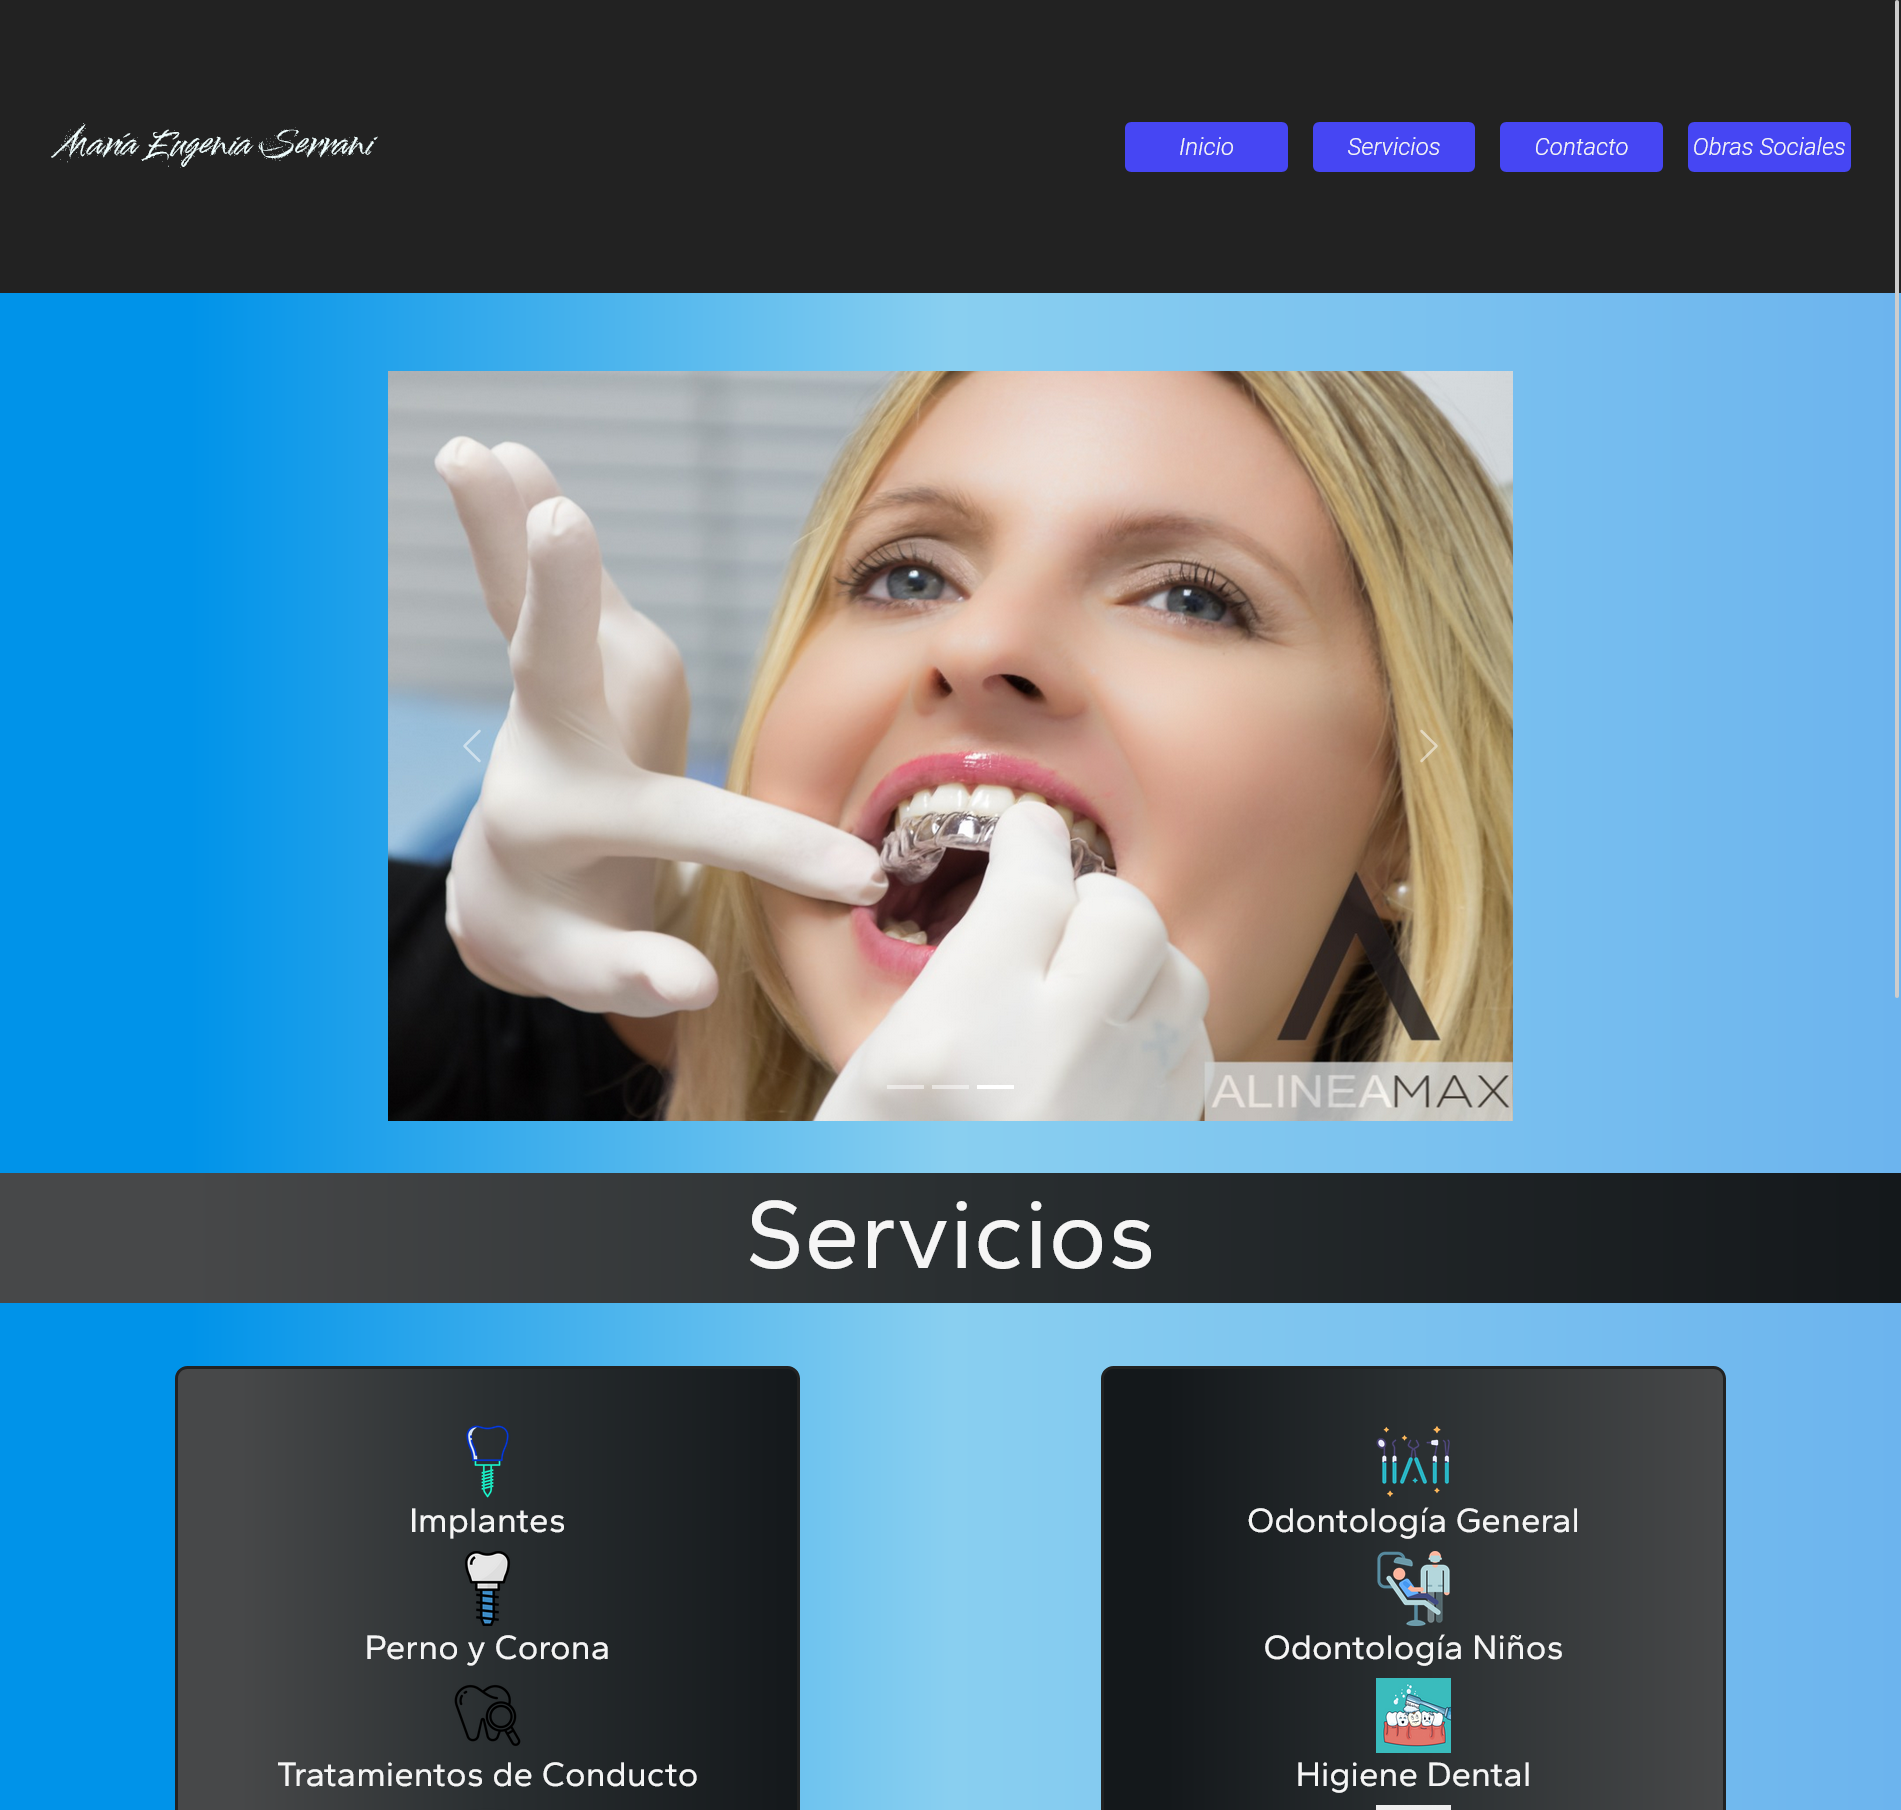 María Eugenia Serrani
Inicio
Servicios
Contacto
Obras Sociales
ALINEAMAX
Servicios
Implantes
Perno y Corona
Tratamientos de Conducto
Odontología General
Odontología Niños
Higiene Dental